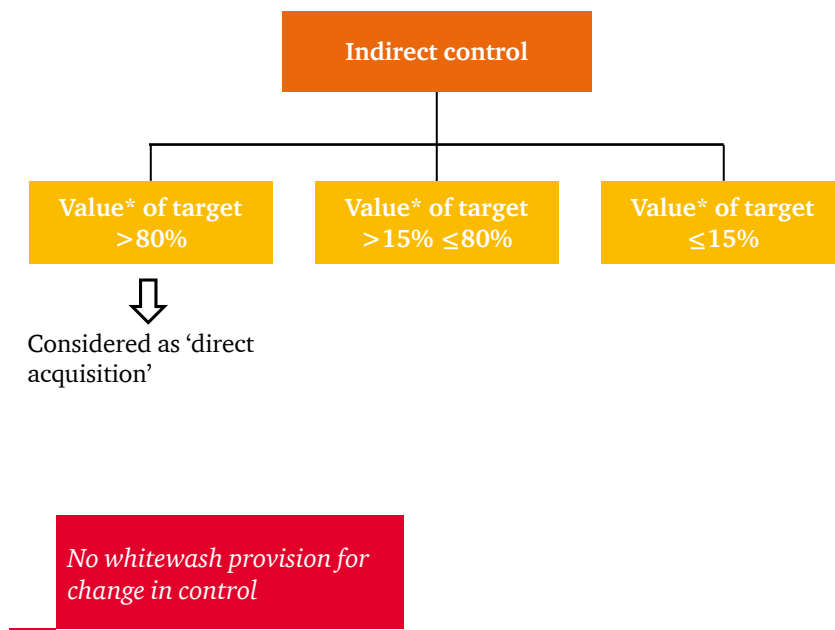 Indirect control
Value* of target
>80%
Value* of target
>15% ≤80%
Value* of target
≤15%
Considered as ‘direct
acquisition’
No whitewash provision for
change in control